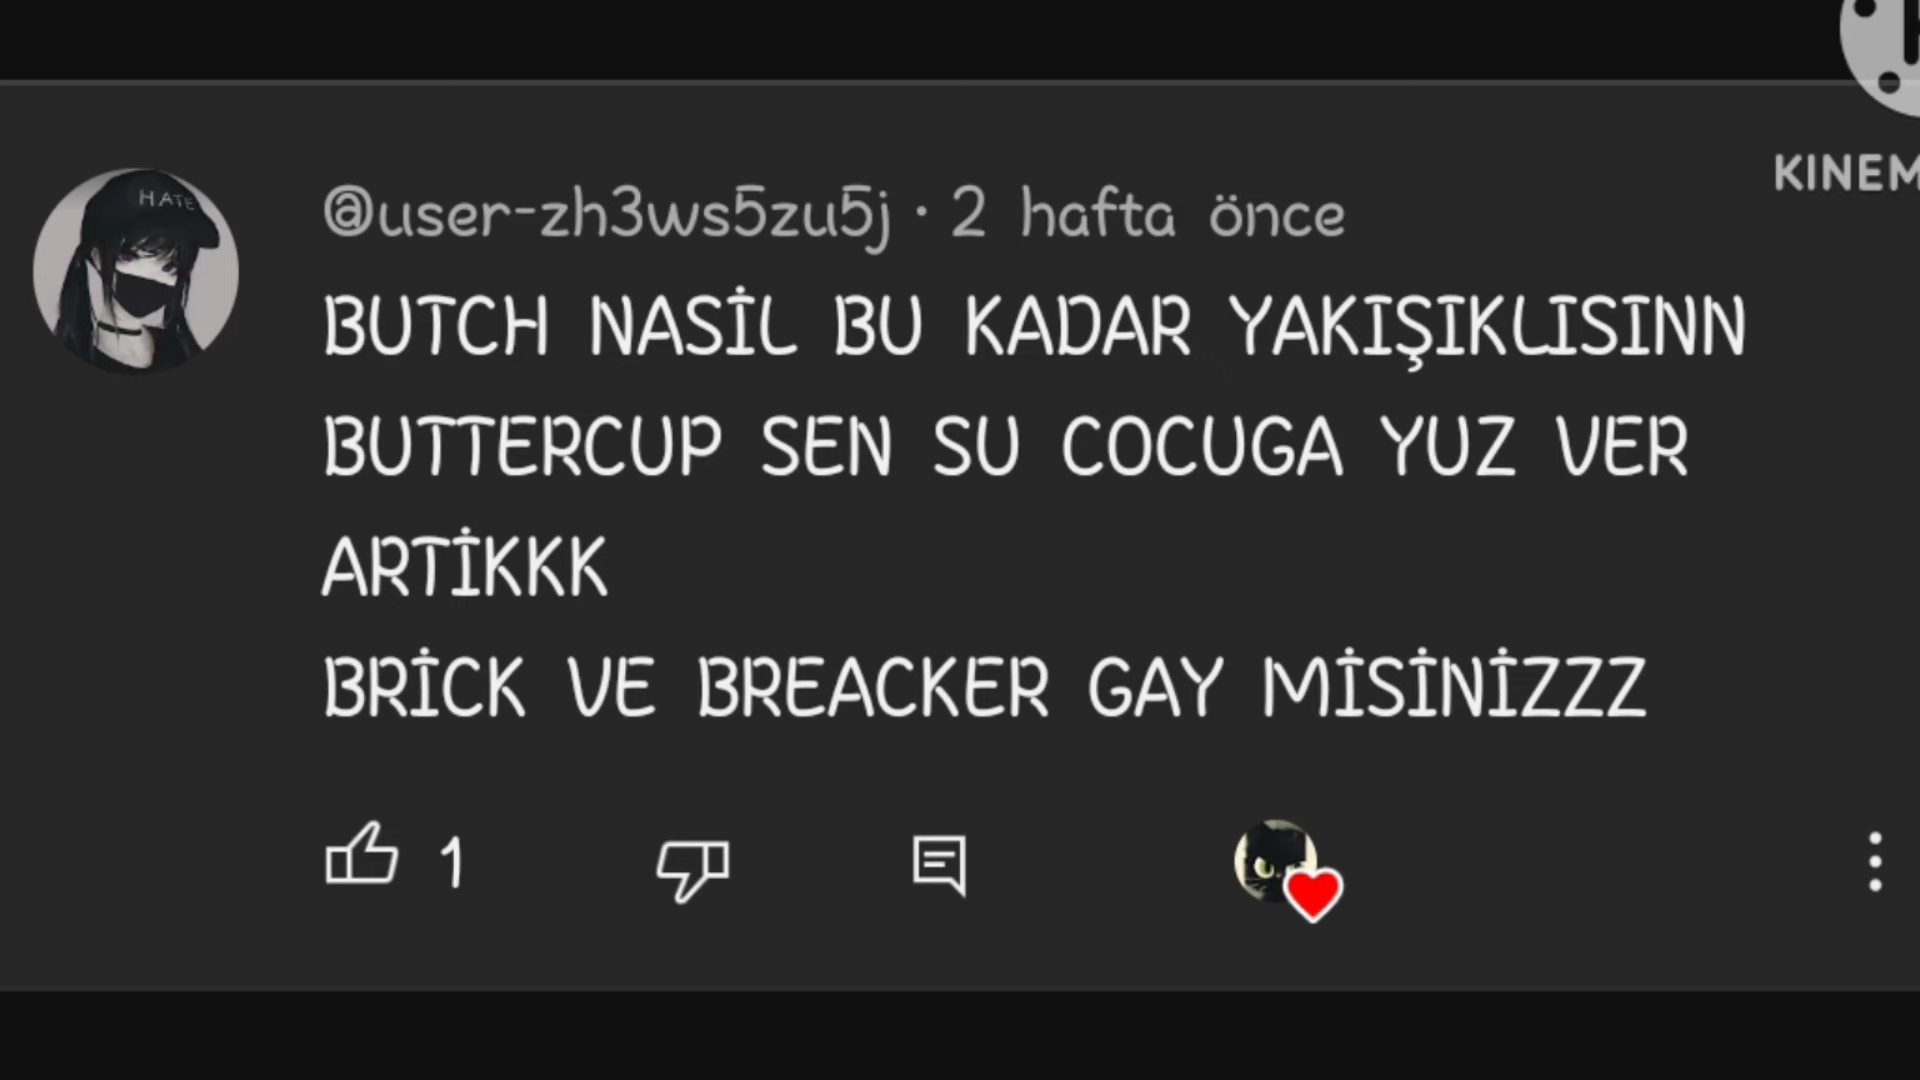 KINEM
HATE
@user-zh3ws5zu5j · 2 hafta önce
BUTCH NASİL BU KADAR YAKIŞIKLISINN
BUTTERCUP SEN SU COCUGA YUZ VER
ARTİKKK
BRİCK VE BREACKER GAY MİSİNİZZZ
1